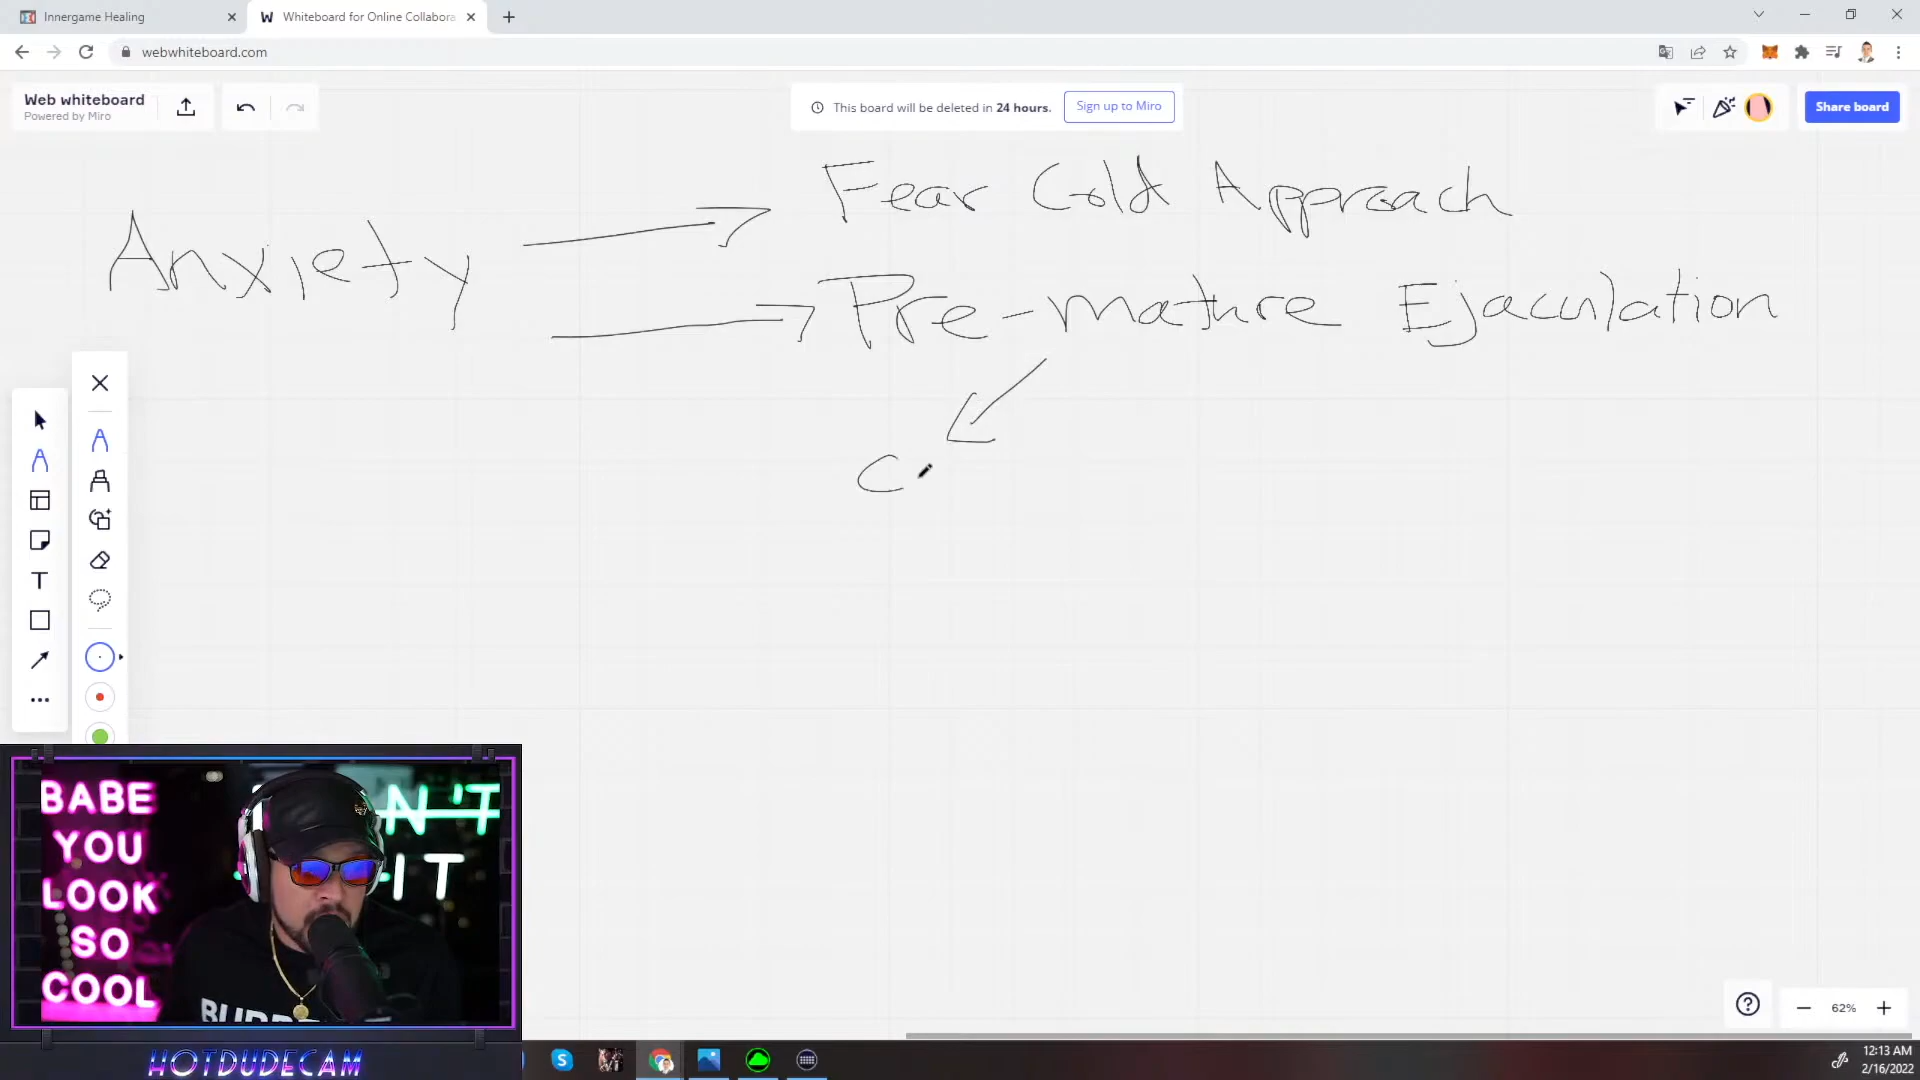 Innergame Healing
Whiteboard for Online Collabora
webwhiteboard.com
Web whiteboard
Powered by Miro
This board will be deleted in 24 hours.
Sign up to Miro
Share board
Anxiety
Fear Cold Approach
Pre-mature Ejaculation
C
T
BABE
YOU
LOOK
SO
COOL
N'T
IT
HOTDUDECAM
62%
12:13 AM
2/16/2022